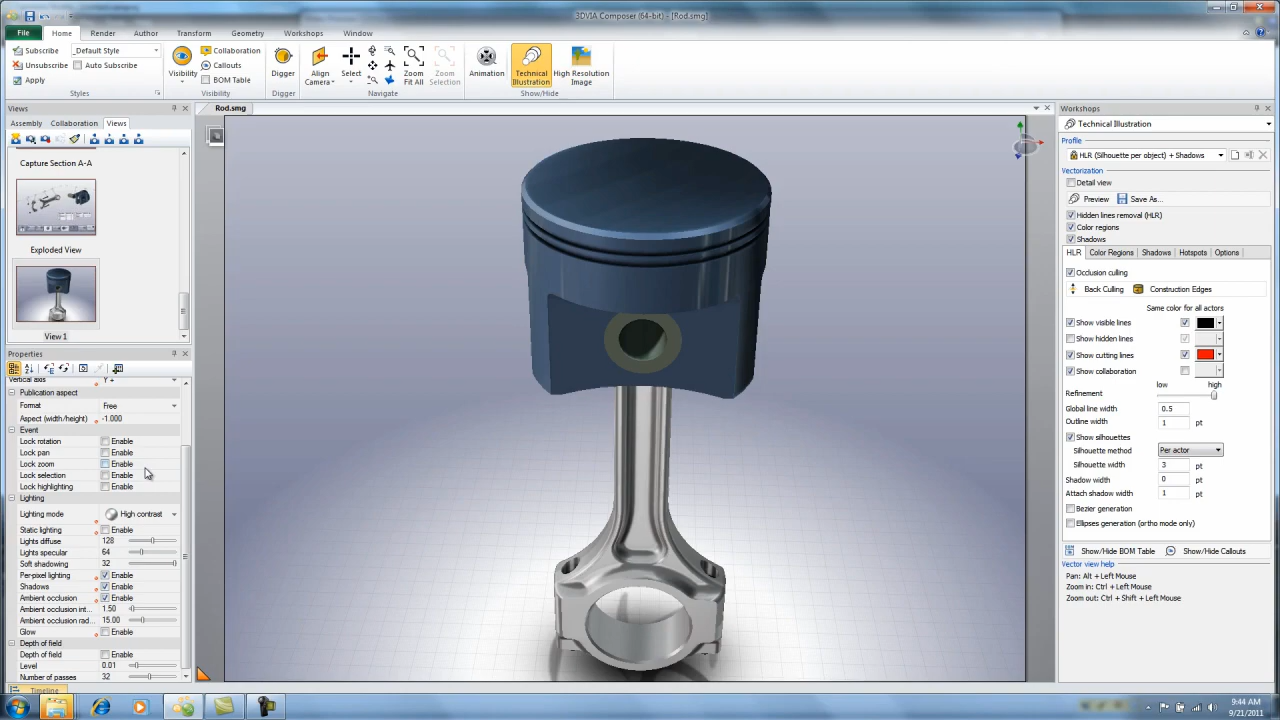 3DVIA Composer (64-bit) - [Rod.smg]
File Home Render Author Transform Geometry Workshops Window
Subscribe _Default Style
Unsubscribe Auto Subscribe
Apply
Styles
Visibility
Collaboration
Callouts
BOM Table
Visibility
Digger
Digger
Align Camera
Select
Zoom Fit All
Zoom Selection
Navigate
Animation
Technical Illustration
High Resolution Image
Show/Hide
Views
Assembly Collaboration Views
Capture Section A-A
Exploded View
View 1
Properties
Vertical axis Y +
Publication aspect
Format Free
Aspect (width/height) -1.000
Event
Lock rotation Enable
Lock pan Enable
Lock zoom Enable
Lock selection Enable
Lock highlighting Enable
Lighting
Lighting mode High contrast
Static lighting Enable
Lights diffuse 128
Lights specular 64
Soft shadowing 32
Per-pixel lighting Enable
Shadows Enable
Ambient occlusion Enable
Ambient occlusion int... 1.50
Ambient occlusion rad... 15.00
Glow Enable
Depth of field
Depth of field Enable
Level 0.01
Number of passes 32
Timeline
Rod.smg
Workshops
Technical Illustration
Profile
HLR (Silhouette per object) + Shadows
Vectorization
Detail view
Preview Save As...
Hidden lines removal (HLR)
Color regions
Shadows
HLR Color Regions Shadows Hotspots Options
Occlusion culling
Back Culling Construction Edges
Same color for all actors
Show visible lines
Show hidden lines
Show cutting lines
Show collaboration
low high
Refinement
Global line width 0.5
Outline width 1 pt
Show silhouettes
Silhouette method Per actor
Silhouette width 3 pt
Shadow width 0 pt
Attach shadow width 1 pt
Bezier generation
Ellipses generation (ortho mode only)
Show/Hide BOM Table Show/Hide Callouts
Vector view help
Pan: Alt + Left Mouse
Zoom in: Ctrl + Left Mouse
Zoom out: Ctrl + Shift + Left Mouse
9:44 AM
9/21/2011